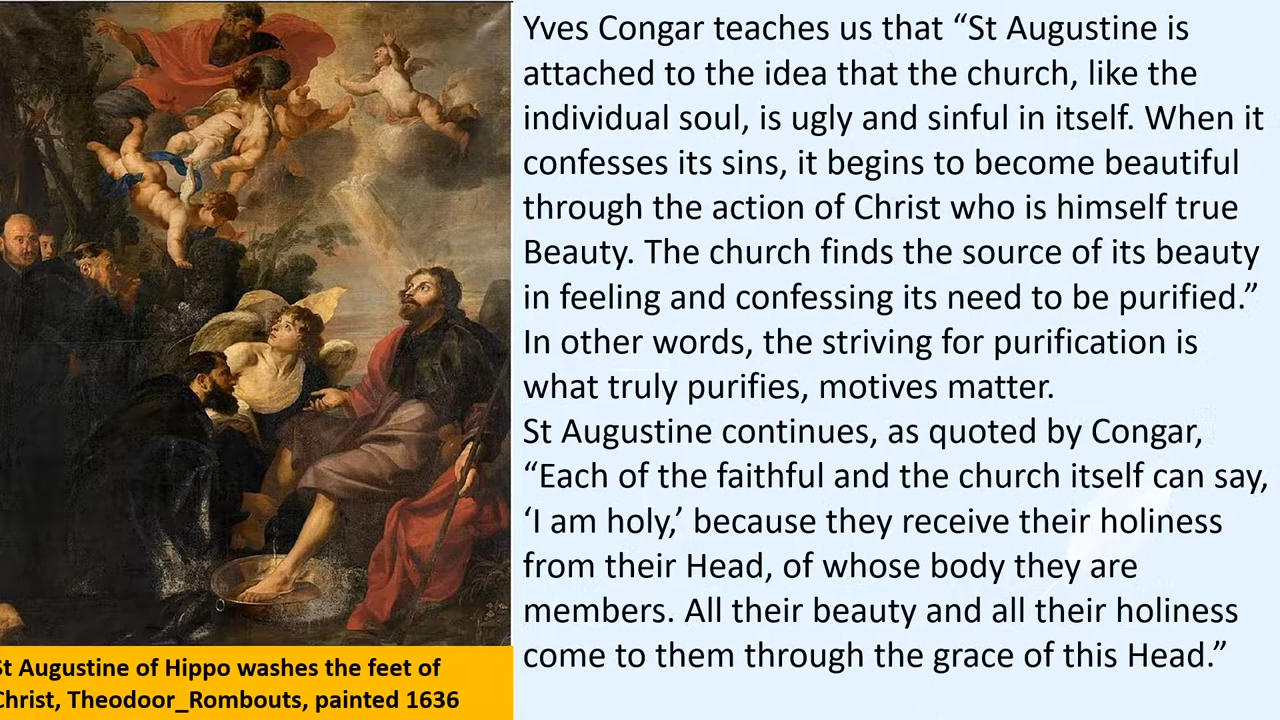 Yves Congar teaches us that “St Augustine is
attached to the idea that the church, like the
individual soul, is ugly and sinful in itself. When it
confesses its sins, it begins to become beautiful
through the action of Christ who is himself true
Beauty. The church finds the source of its beauty
in feeling and confessing its need to be purified.”
In other words, the striving for purification is
what truly purifies, motives matter.
St Augustine continues, as quoted by Congar,
“Each of the faithful and the church itself can say,
‘I am holy,’ because they receive their holiness
from their Head, of whose body they are
members. All their beauty and all their holiness
come to them through the grace of this Head.”
St Augustine of Hippo washes the feet of
Christ, Theodoor_Rombouts, painted 1636